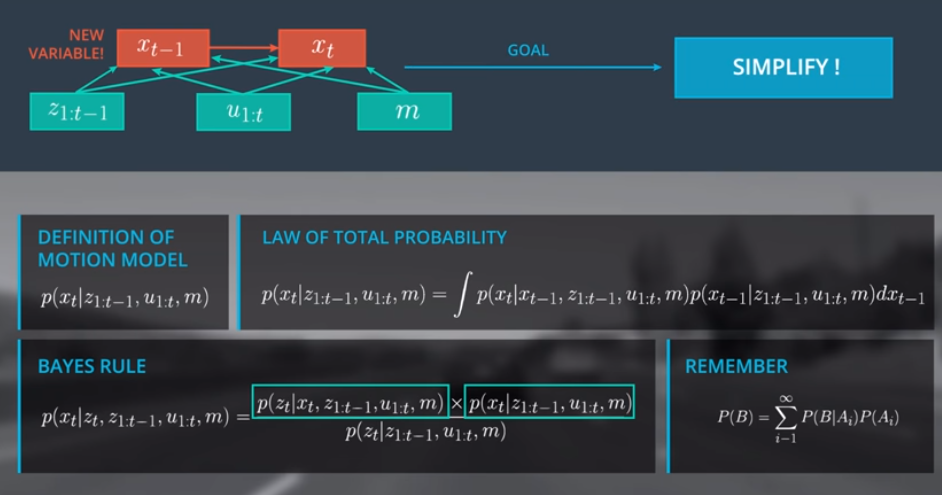 NEW
VARIABLE!
x_{t-1}
x_t
GOAL
SIMPLIFY !
z_{1:t-1}
u_{1:t}
m
DEFINITION OF
MOTION MODEL
p(x_t|z_{1:t-1}, u_{1:t}, m)
LAW OF TOTAL PROBABILITY
p(x_t|z_{1:t-1}, u_{1:t}, m) = ∫ p(x_t|x_{t-1}, z_{1:t-1}, u_{1:t}, m)p(x_{t-1}|z_{1:t-1}, u_{1:t}, m)dx_{t-1}
BAYES RULE
p(x_t|z_t, z_{1:t-1}, u_{1:t}, m) = \frac{p(z_t|x_t, z_{1:t-1}, u_{1:t}, m) × p(x_t|z_{1:t-1}, u_{1:t}, m)}{p(z_t|z_{1:t-1}, u_{1:t}, m)}
REMEMBER
P(B) = \sum_{i-1}^{∞} P(B|A_i)P(A_i)